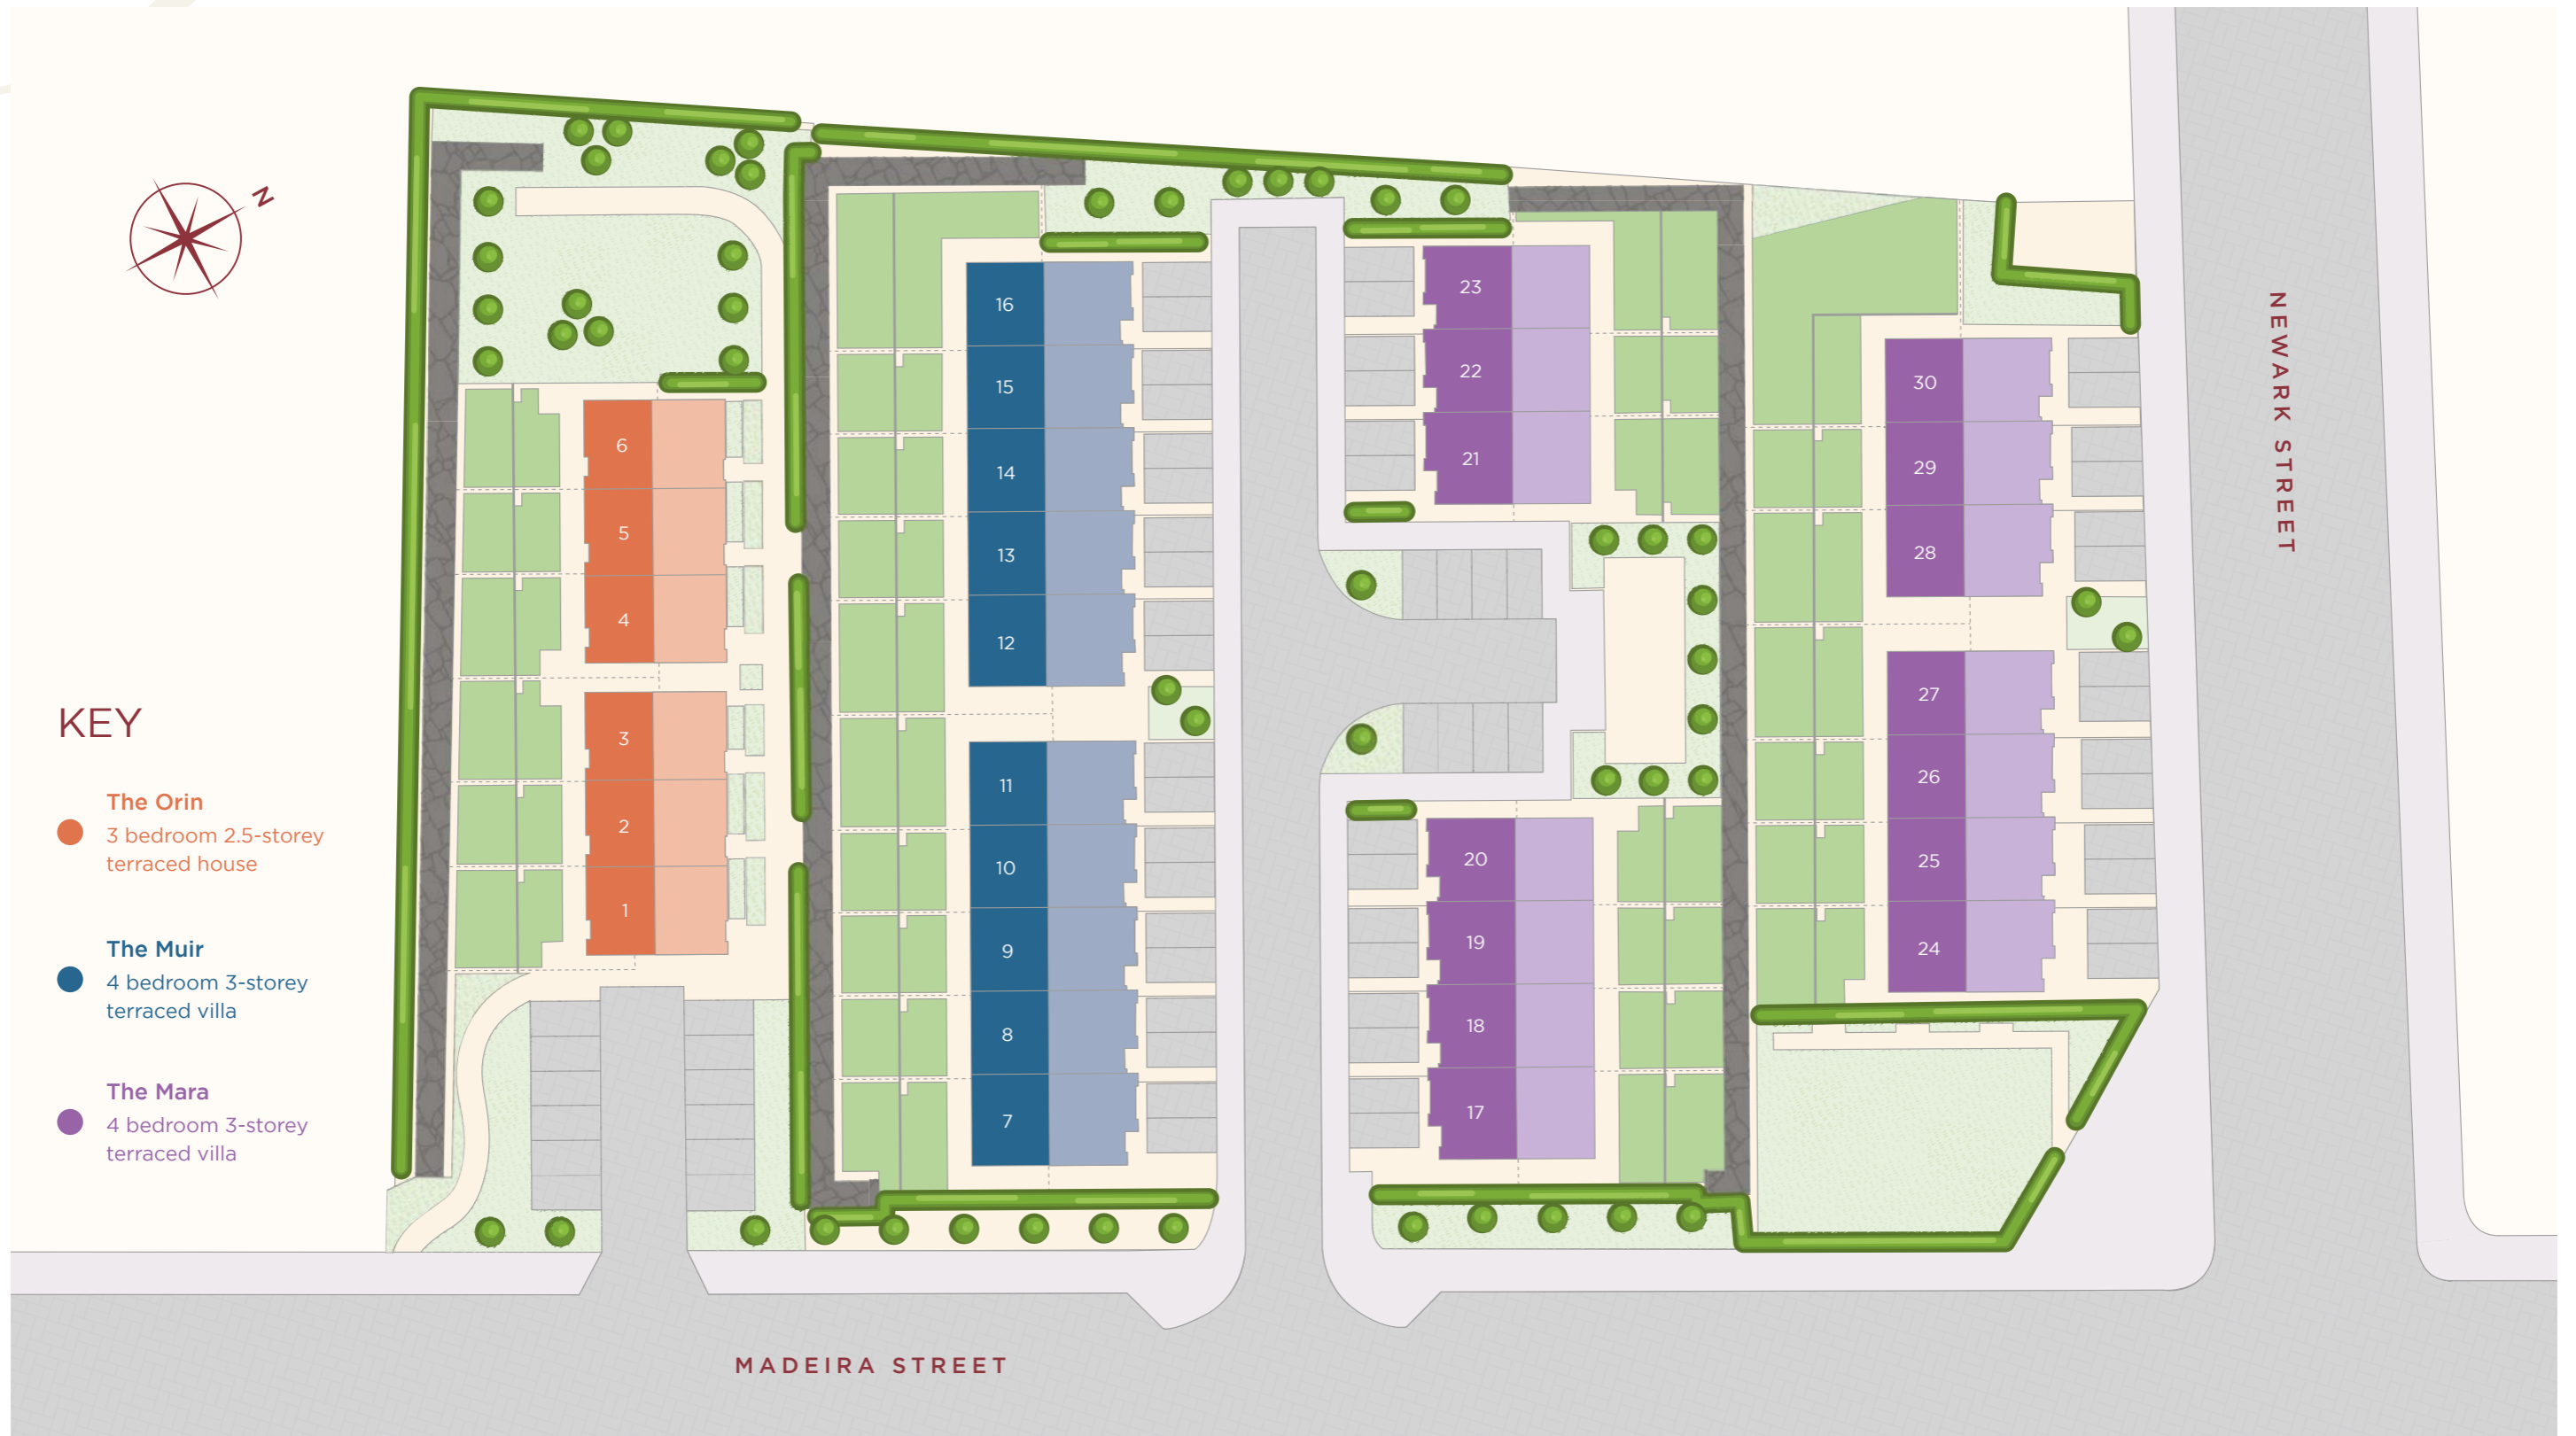 N
NEWARK STREET
16
15
14
13
12
11
10
9
8
7
6
5
4
3
2
1
23
22
21
20
19
18
17
30
29
28
27
26
25
24
KEY
The Orin
3 bedroom 2.5-storey
terraced house
The Muir
4 bedroom 3-storey
terraced villa
The Mara
4 bedroom 3-storey
terraced villa
MADEIRA STREET